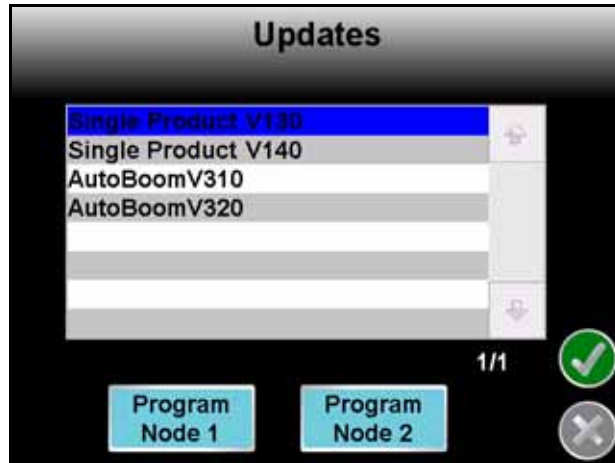 Updates
Single Product V130
Single Product V140
AutoBoomV310
AutoBoomV320
1/1
Program
Node 1
Program
Node 2